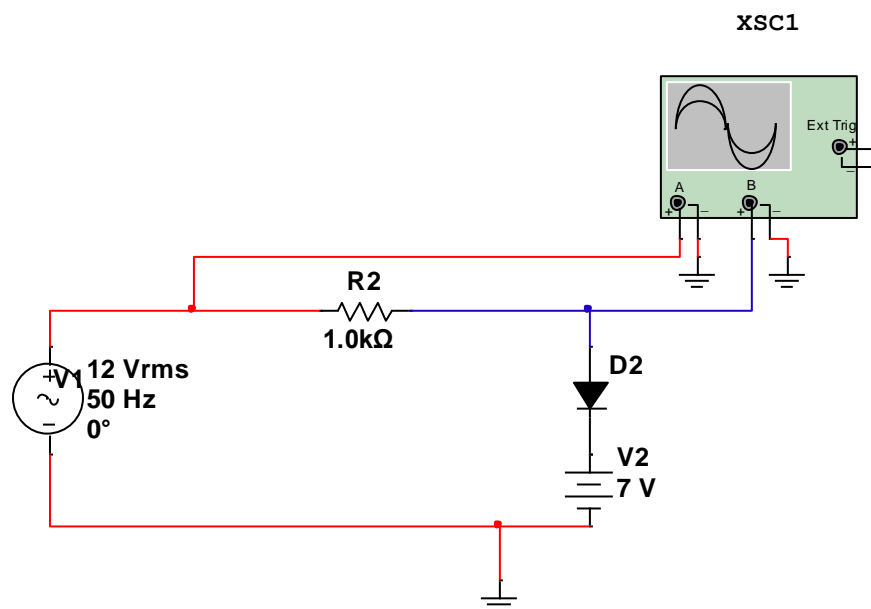 XSC1
Ext Trig
+
_
A
B
+ _ + _
R2
1.0kΩ
V1
+
–
12 Vrms
50 Hz
0°
D2
V2
7 V